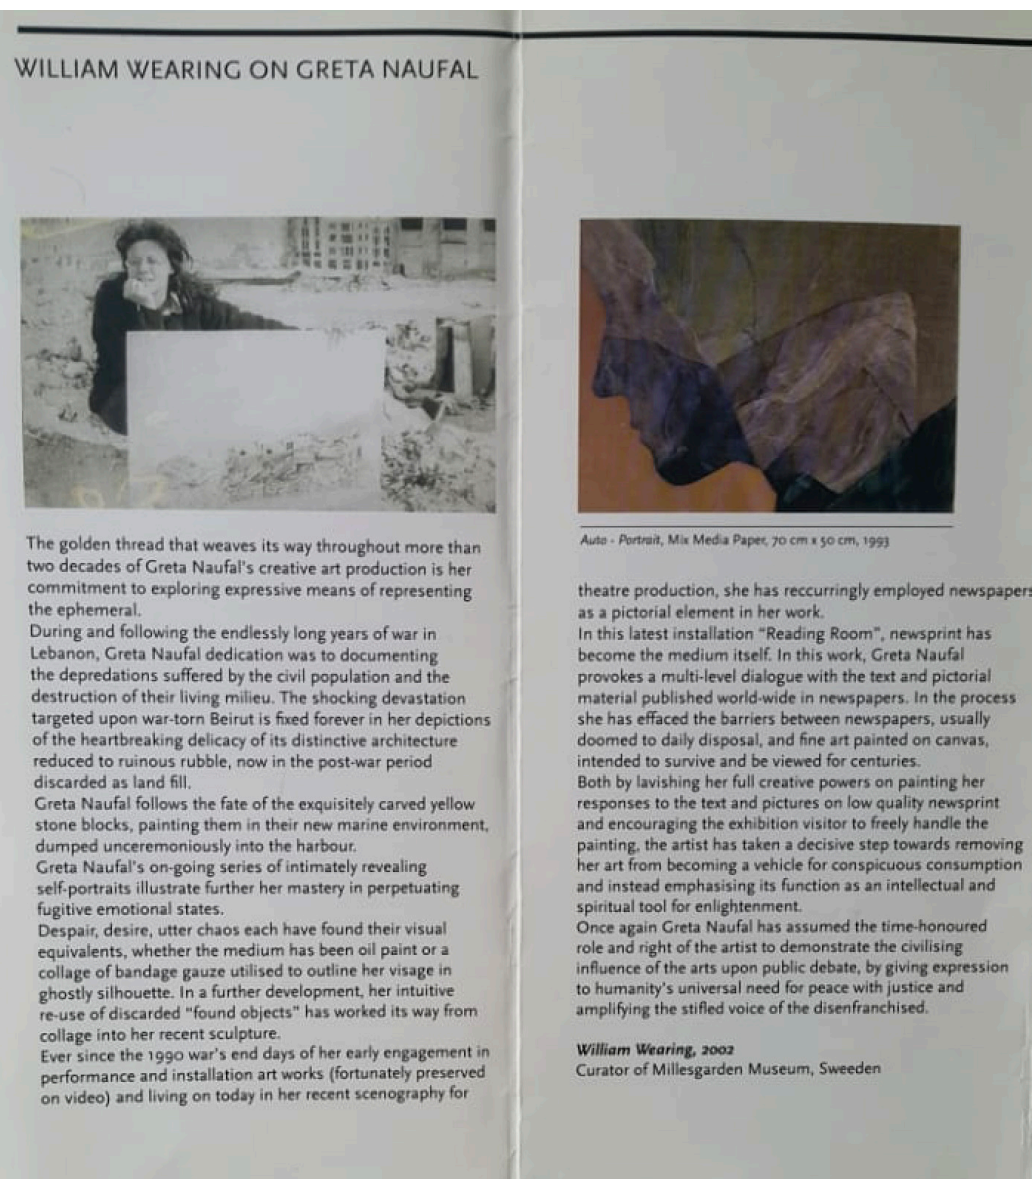 WILLIAM WEARING ON GRETA NAUFAL
The golden thread that weaves its way throughout more than
two decades of Greta Naufal's creative art production is her
commitment to exploring expressive means of representing
the ephemeral.
During and following the endlessly long years of war in
Lebanon, Greta Naufal dedication was to documenting
the depredations suffered by the civil population and the
destruction of their living milieu. The shocking devastation
targeted upon war-torn Beirut is fixed forever in her depictions
of the heartbreaking delicacy of its distinctive architecture
reduced to ruinous rubble, now in the post-war period
discarded as land fill.
Greta Naufal follows the fate of the exquisitely carved yellow
stone blocks, painting them in their new marine environment,
dumped unceremoniously into the harbour.
Greta Naufal's on-going series of intimately revealing
self-portraits illustrate further her mastery in perpetuating
fugitive emotional states.
Despair, desire, utter chaos each have found their visual
equivalents, whether the medium has been oil paint or a
collage of bandage gauze utilised to outline her visage in
ghostly silhouette. In a further development, her intuitive
re-use of discarded "found objects" has worked its way from
collage into her recent sculpture.
Ever since the 1990 war's end days of her early engagement in
performance and installation art works (fortunately preserved
on video) and living on today in her recent scenography for
Auto - Portrait, Mix Media Paper, 70 cm x 50 cm, 1993
theatre production, she has reccurringly employed newspapers
as a pictorial element in her work.
In this latest installation "Reading Room", newsprint has
become the medium itself. In this work, Greta Naufal
provokes a multi-level dialogue with the text and pictorial
material published world-wide in newspapers. In the process
she has effaced the barriers between newspapers, usually
doomed to daily disposal, and fine art painted on canvas,
intended to survive and be viewed for centuries.
Both by lavishing her full creative powers on painting her
responses to the text and pictures on low quality newsprint
and encouraging the exhibition visitor to freely handle the
painting, the artist has taken a decisive step towards removing
her art from becoming a vehicle for conspicuous consumption
and instead emphasising its function as an intellectual and
spiritual tool for enlightenment.
Once again Greta Naufal has assumed the time-honoured
role and right of the artist to demonstrate the civilising
influence of the arts upon public debate, by giving expression
to humanity's universal need for peace with justice and
amplifying the stifled voice of the disenfranchised.
William Wearing, 2002
Curator of Millesgarden Museum, Sweeden